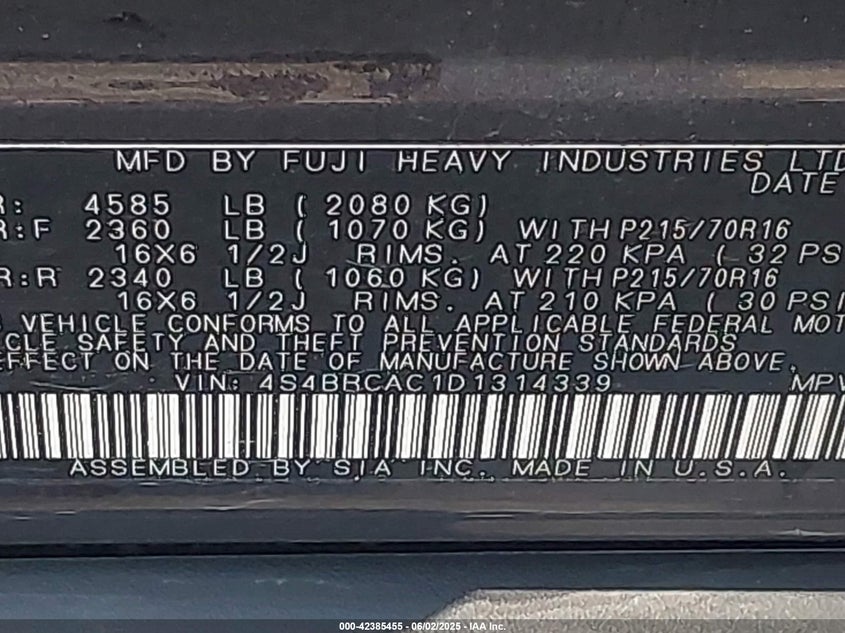 MFD BY FUJI HEAVY INDUSTRIES LTD
DATE
R: 4585 LB ( 2080 KG)
R:F 2360 LB ( 1070 KG) WITH P215/70R16
16X6 1/2J RIMS. AT 220 KPA ( 32 PS
R:R 2340 LB ( 1060 KG) WITH P215/70R16
16X6 1/2J RIMS. AT 210 KPA ( 30 PSI
VEHICLE CONFORMS TO ALL APPLICABLE FEDERAL MOT
CLE SAFETY AND THEFT PREVENTION STANDARDS
EFFECT ON THE DATE OF MANUFACTURE SHOWN ABOVE.
VIN: 4S4BRCAC1D1314339 MPV
ASSEMBLED BY SIA INC. MADE IN U.S.A.
000-42385455 - 06/02/2025 - IAA Inc.